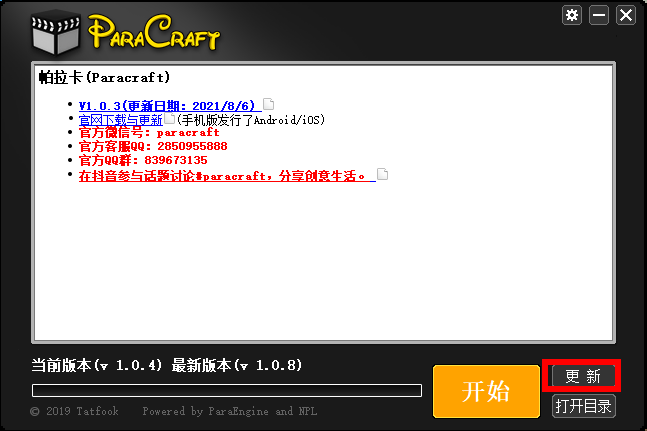 PARACRAFT
帕拉卡(Paracraft)
V1.0.3(更新日期：2021/8/6)
官网下载与更新(手机版发行了Android/iOS)
官方微信号：paracraft
官方客服QQ：2850955888
官方QQ群：839673135
在抖音参与话题讨论#paracraft，分享创意生活。
当前版本(v 1.0.4) 最新版本(v 1.0.8)
开始
更 新
打开目录
© 2019 Tatfook Powered by ParaEngine and NPL